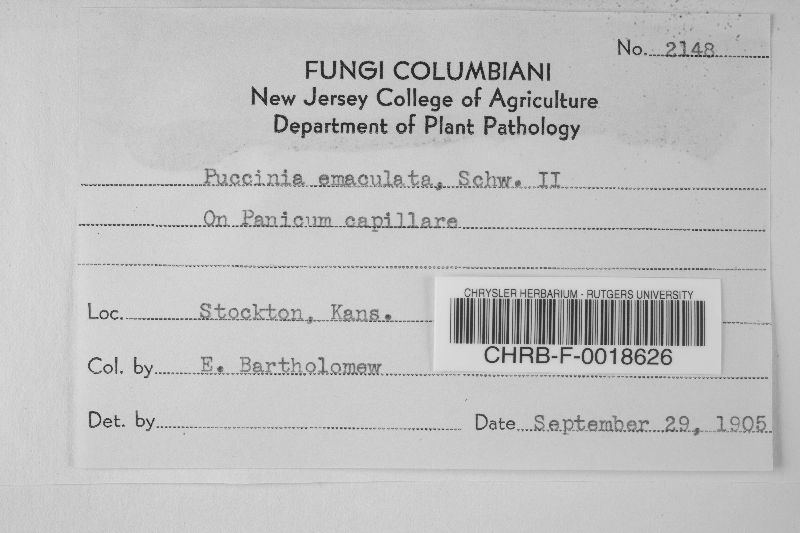 No. 2148
FUNGI COLUMBIANI
New Jersey College of Agriculture
Department of Plant Pathology
Puccinia emaculata, Schw. II
On Panicum capillare
Loc. Stockton, Kans.
CHRYSLER HERBARIUM - RUTGERS UNIVERSITY
CHRB-F-0018626
Col. by E. Bartholomew
Det. by Date September 29, 1905